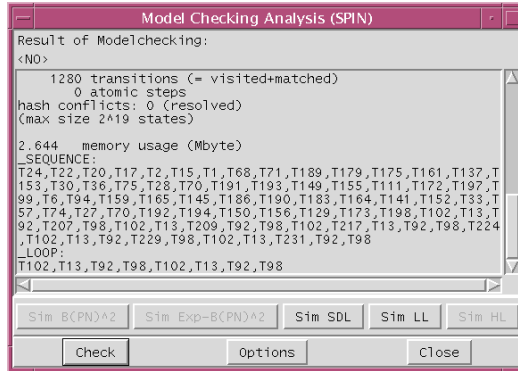 Model Checking Analysis (SPIN)
Result of Modelchecking:
<NO>
1280 transitions (= visited+matched)
0 atomic steps
hash conflicts: 0 (resolved)
(max size 2^19 states)
2.644 memory usage (Mbyte)
_SEQUENCE:
T24,T22,T20,T17,T2,T15,T1,T68,T71,T189,T179,T175,T161,T137,T
153,T30,T36,T75,T28,T70,T191,T193,T149,T155,T111,T172,T197,T
99,T6,T94,T159,T165,T145,T186,T190,T183,T164,T141,T152,T33,T
57,T74,T27,T70,T192,T194,T150,T156,T129,T173,T198,T102,T13,T
92,T207,T98,T102,T13,T209,T92,T98,T102,T217,T13,T92,T98,T224
,T102,T13,T92,T229,T98,T102,T13,T231,T92,T98
_LOOP:
T102,T13,T92,T98,T102,T13,T92,T98
Sim B(PN)^2 Sim Exp-B(PN)^2 Sim SDL Sim LL Sim HL
Check Options Close